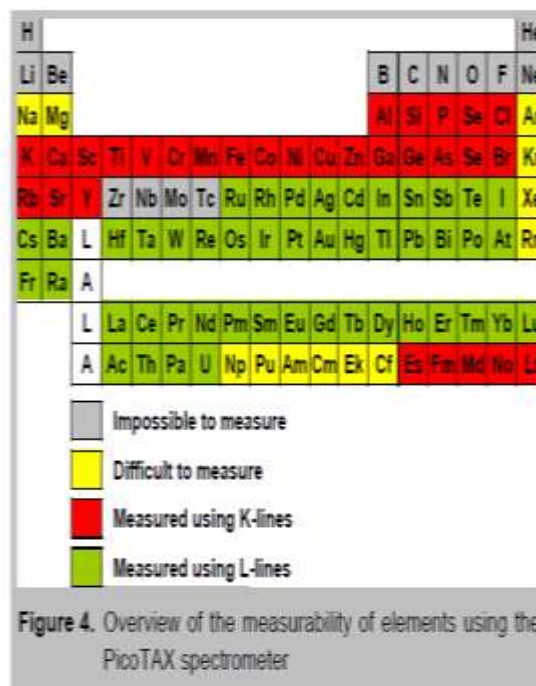 H He
Li Be B C N O F Ne
Na Mg Al Si P Se Cl Ar
K Ca Sc Ti V Cr Mn Fe Co Ni Cu Zn Ga Ge As Se Br Kr
Rb Sr Y Zr Nb Mo Tc Ru Rh Pd Ag Cd In Sn Sb Te I Xe
Cs Ba L Hf Ta W Re Os Ir Pt Au Hg Tl Pb Bi Po At Rn
Fr Ra A
L La Ce Pr Nd Pm Sm Eu Gd Tb Dy Ho Er Tm Yb Lu
A Ac Th Pa U Np Pu Am Cm Ek Cf Es Fm Md No
Impossible to measure
Difficult to measure
Measured using K-lines
Measured using L-lines
Figure 4. Overview of the measurability of elements using the
PicoTAX spectrometer